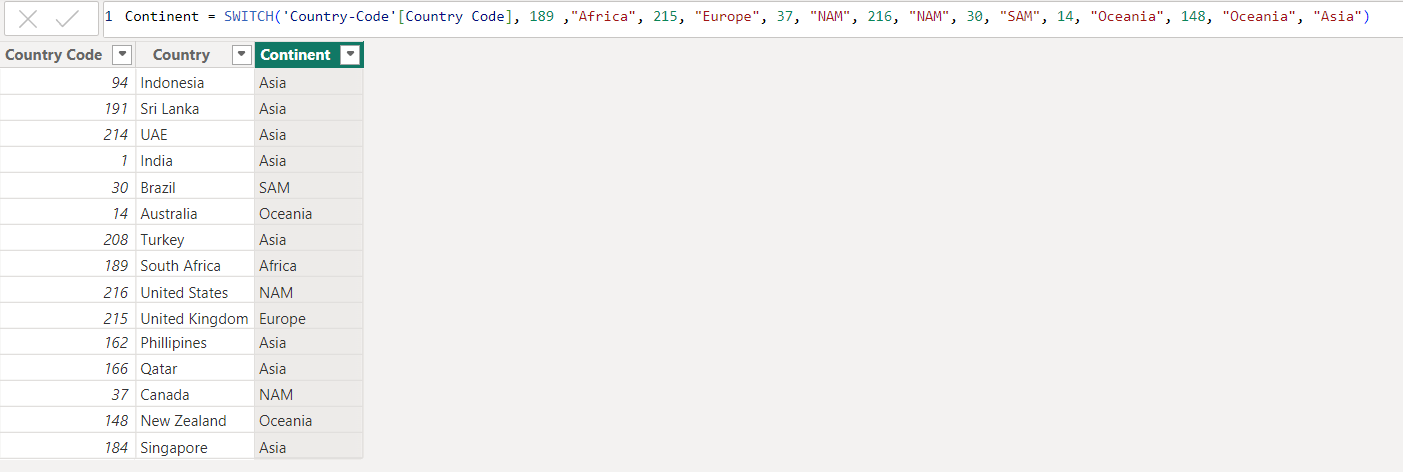 1 Continent = SWITCH('Country-Code'[Country Code], 189 ,"Africa", 215, "Europe", 37, "NAM", 216, "NAM", 30, "SAM", 14, "Oceania", 148, "Oceania", "Asia")
Country Code Country Continent
94 Indonesia Asia
191 Sri Lanka Asia
214 UAE Asia
1 India Asia
30 Brazil SAM
14 Australia Oceania
208 Turkey Asia
189 South Africa Africa
216 United States NAM
215 United Kingdom Europe
162 Phillipines Asia
166 Qatar Asia
37 Canada NAM
148 New Zealand Oceania
184 Singapore Asia